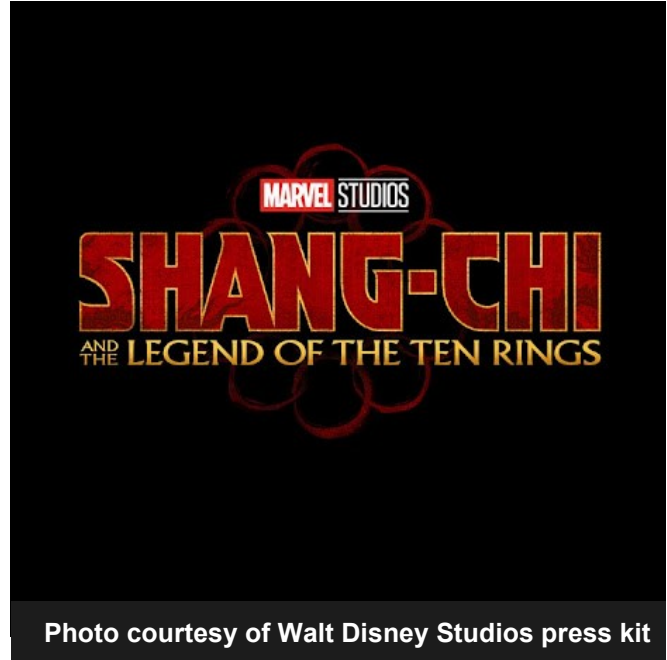 MARVEL STUDIOS
SHANG-CHI
AND THE LEGEND OF THE TEN RINGS
Photo courtesy of Walt Disney Studios press kit